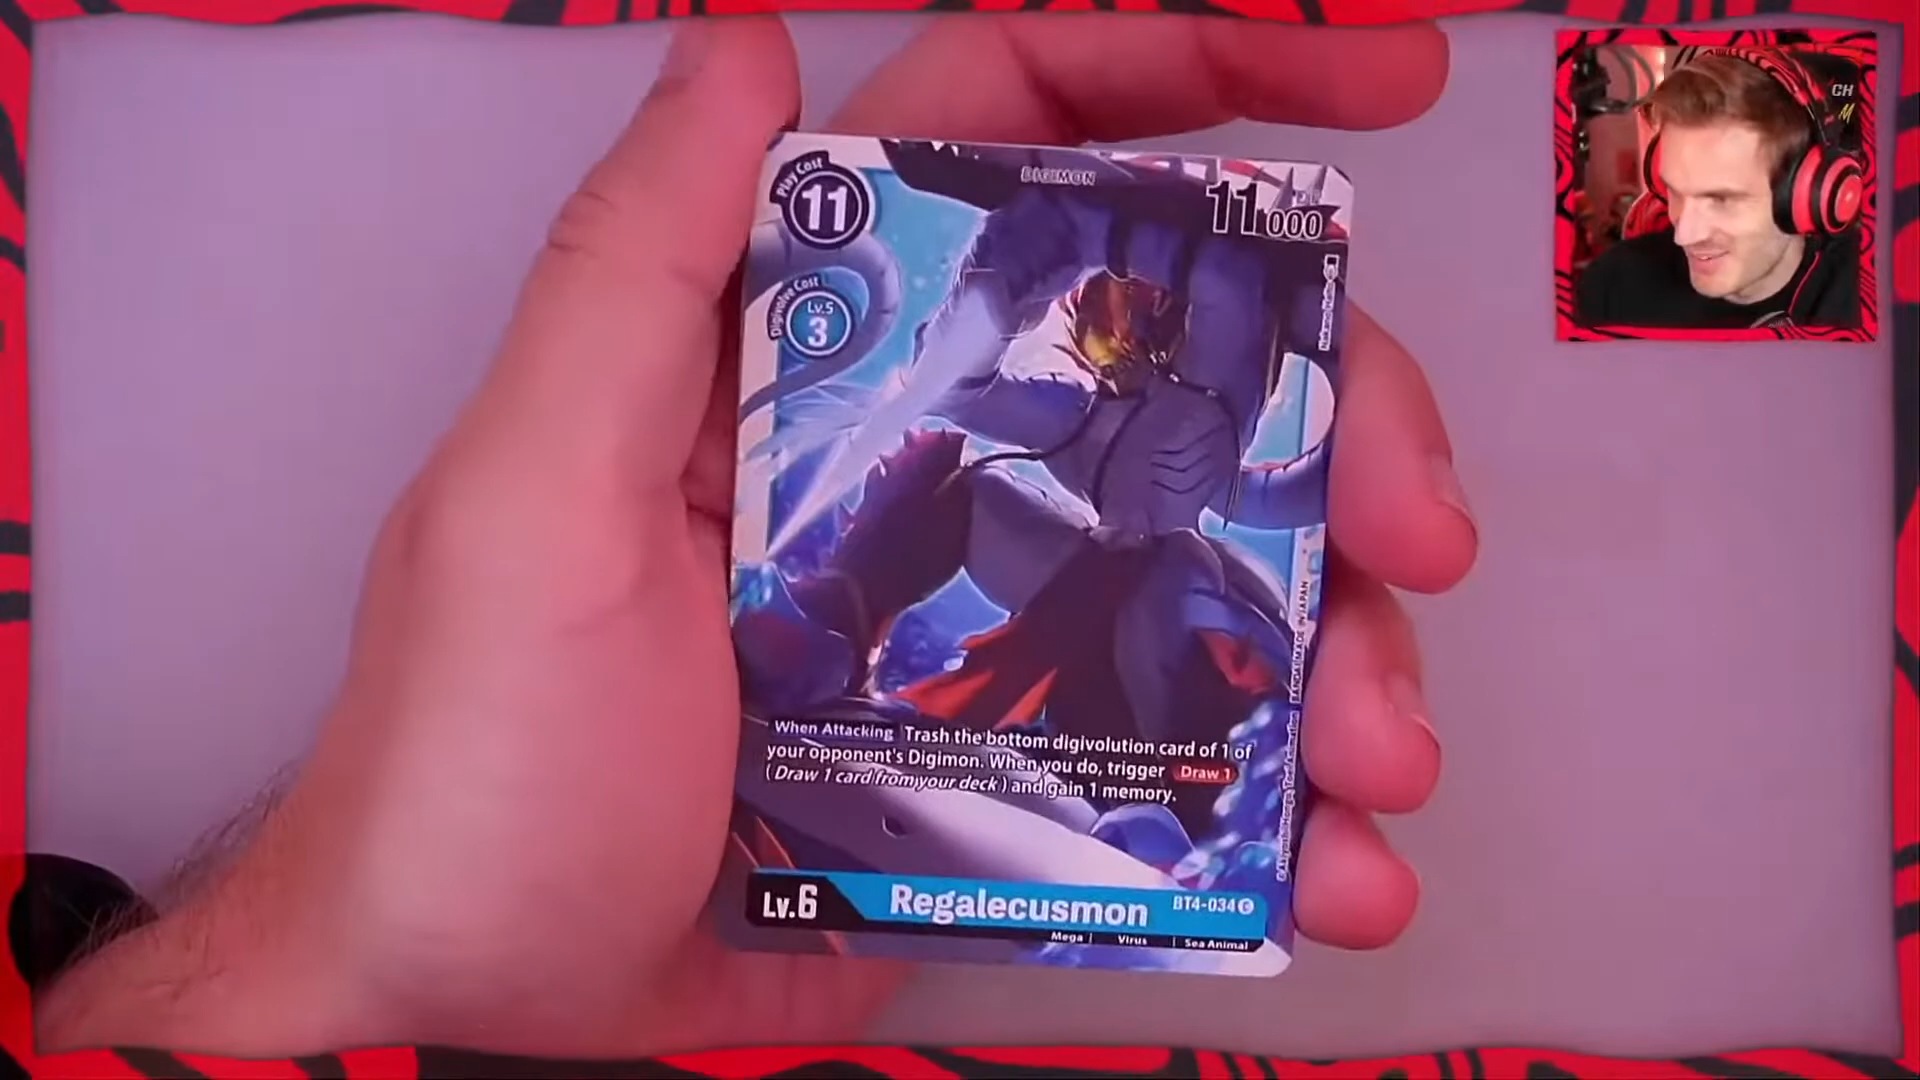 CH
M
DIGIMON
Play Cost
11
11000
Digivolve Cost
Lv.5
3
When Attacking Trash the bottom digivolution card of 1 of
your opponent's Digimon. When you do, trigger Draw 1
(Draw 1 card from your deck) and gain 1 memory.
BANDAI MADE IN JAPAN
Lv.6
Regalecusmon
BT4-034 C
Mega | Virus | Sea Animal